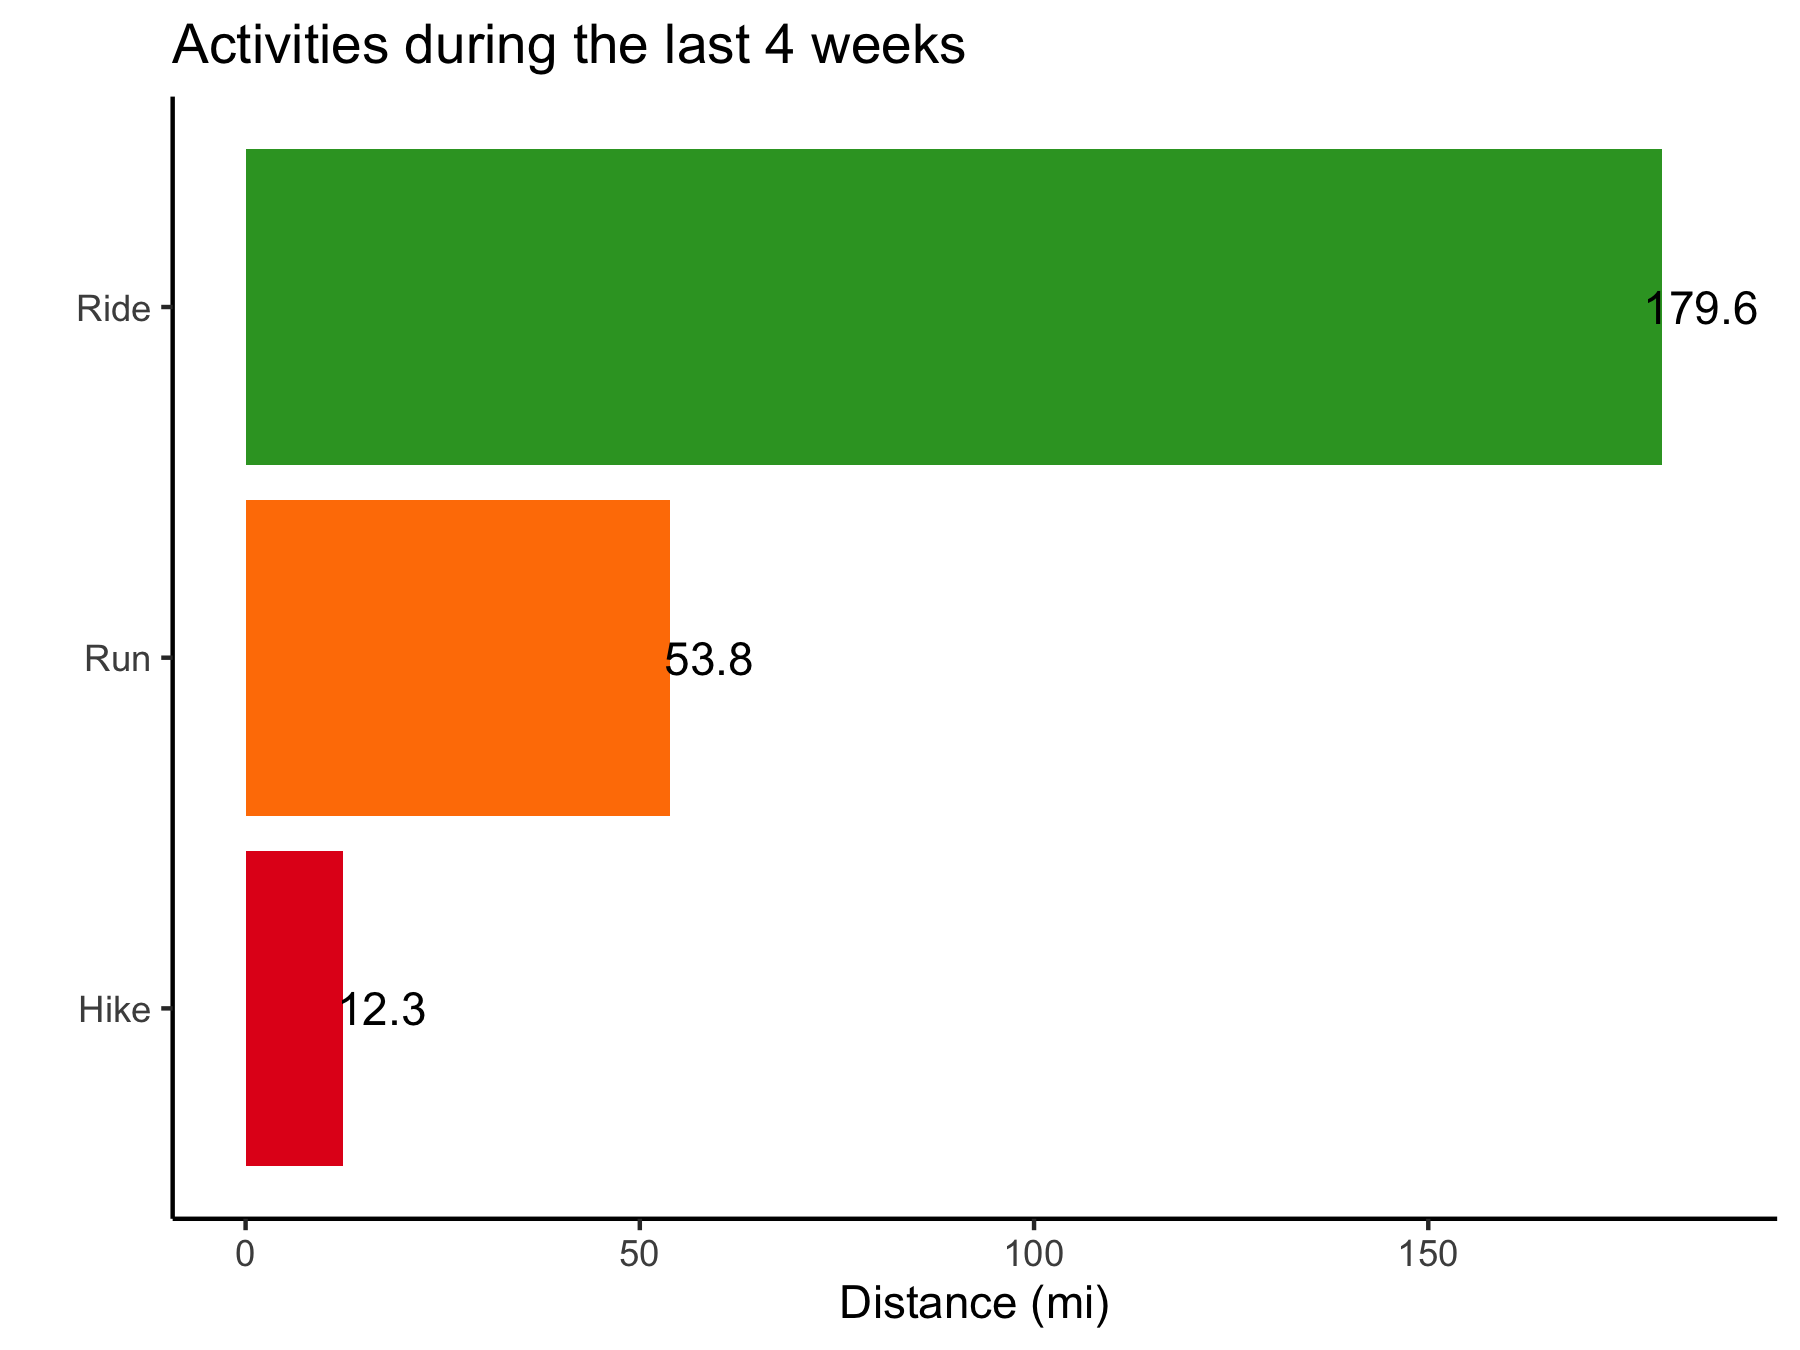 Activities during the last 4 weeks
Ride
179.6
Run
53.8
Hike
12.3
0 50 100 150
Distance (mi)